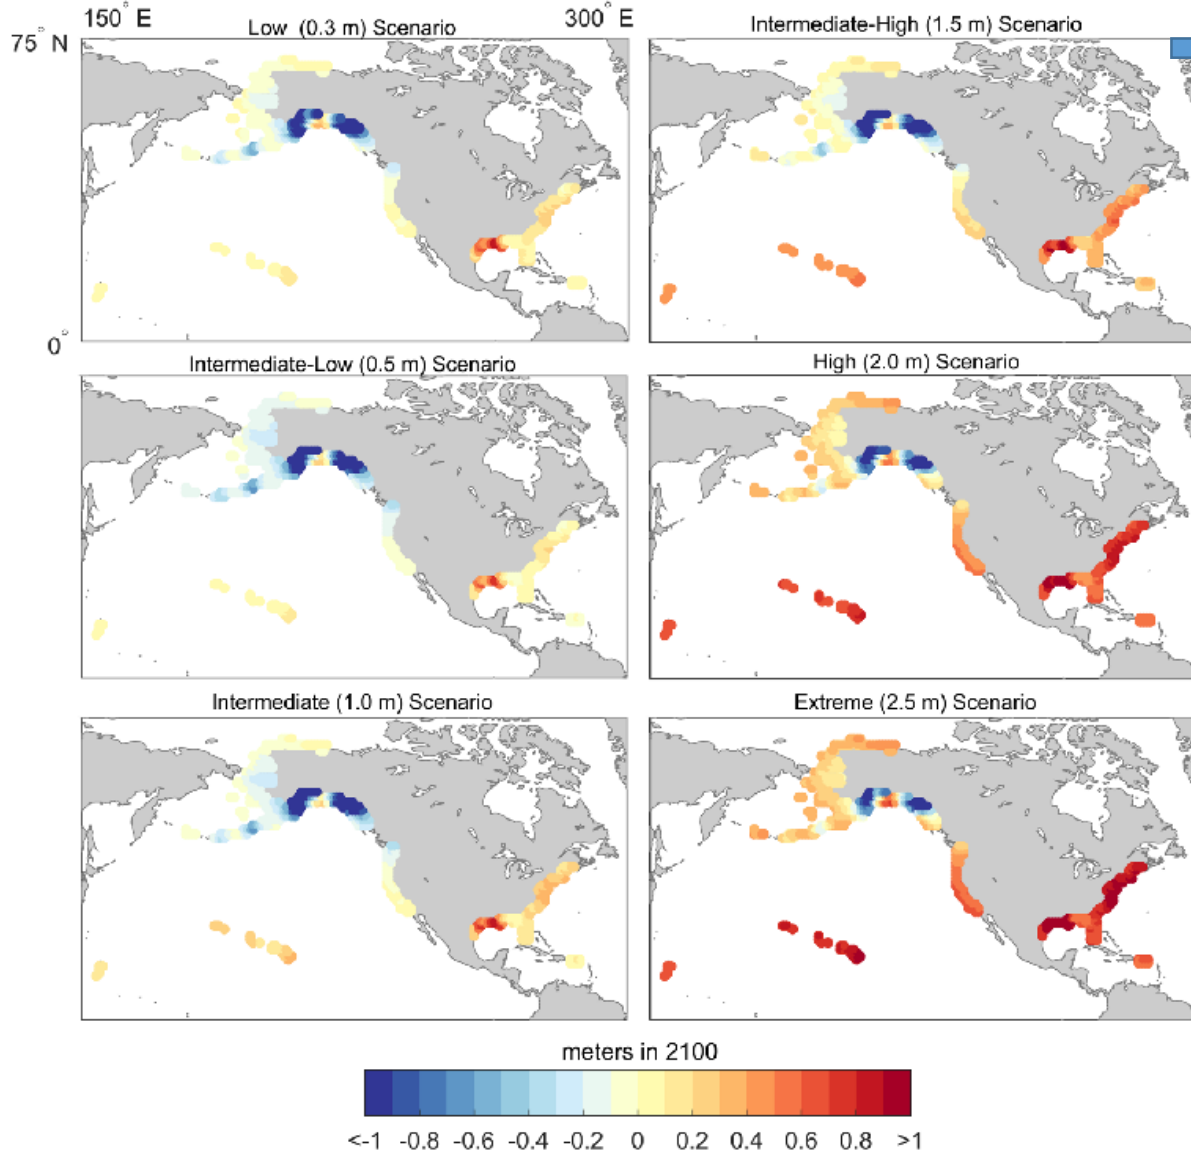 150° E
300° E
Low (0.3 m) Scenario
Intermediate-High (1.5 m) Scenario
75° N
0°
Intermediate-Low (0.5 m) Scenario
High (2.0 m) Scenario
Intermediate (1.0 m) Scenario
Extreme (2.5 m) Scenario
meters in 2100
<-1 -0.8 -0.6 -0.4 -0.2 0 0.2 0.4 0.6 0.8 >1